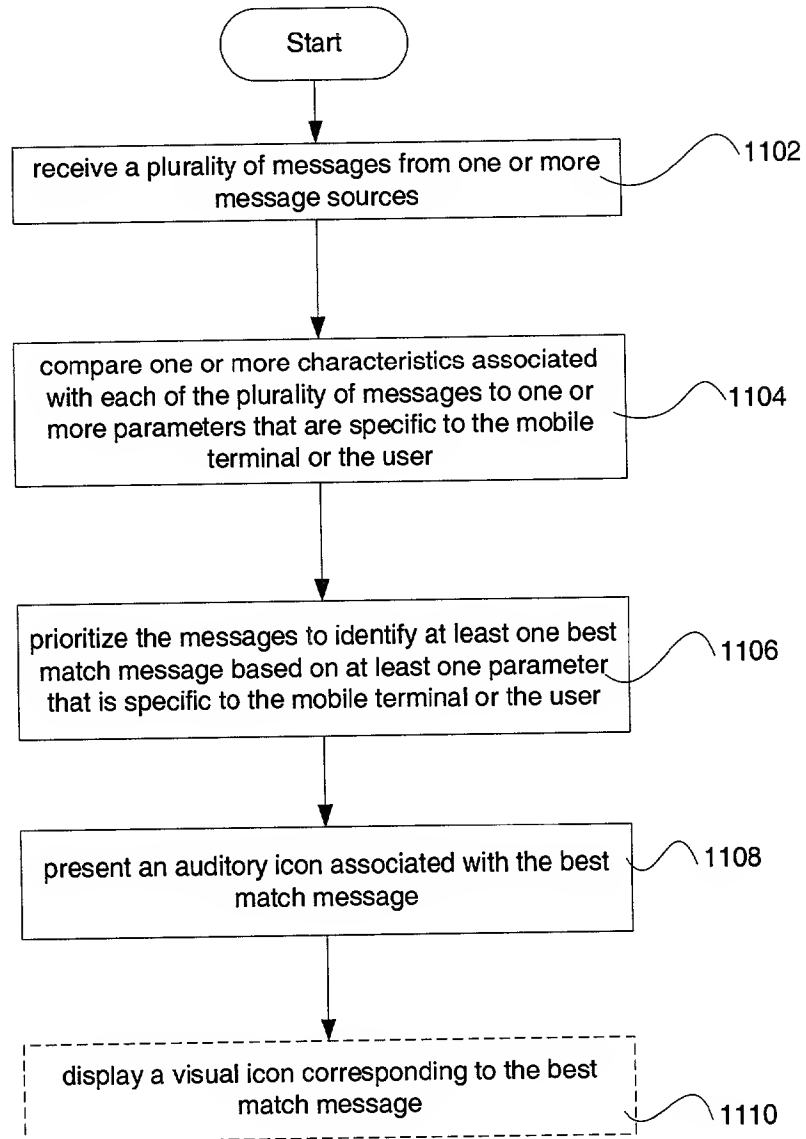 Start
receive a plurality of messages from one or more
message sources
1102
compare one or more characteristics associated
with each of the plurality of messages to one or
more parameters that are specific to the mobile
terminal or the user
1104
prioritize the messages to identify at least one best
match message based on at least one parameter
that is specific to the mobile terminal or the user
1106
present an auditory icon associated with the best
match message
1108
display a visual icon corresponding to the best
match message
1110